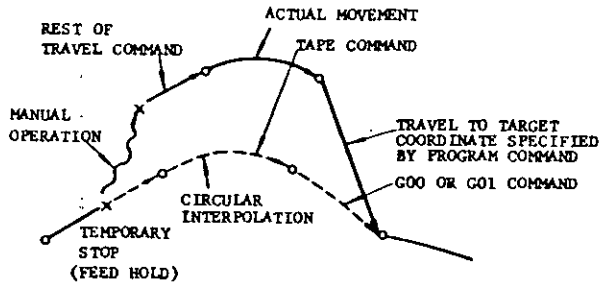 ACTUAL MOVEMENT
REST OF
TRAVEL COMMAND
TAPE COMMAND
MANUAL
OPERATION
TRAVEL TO TARGET
COORDINATE SPECIFIED
BY PROGRAM COMMAND
G00 OR G01 COMMAND
CIRCULAR
INTERPOLATION
TEMPORARY
STOP
(FEED HOLD)